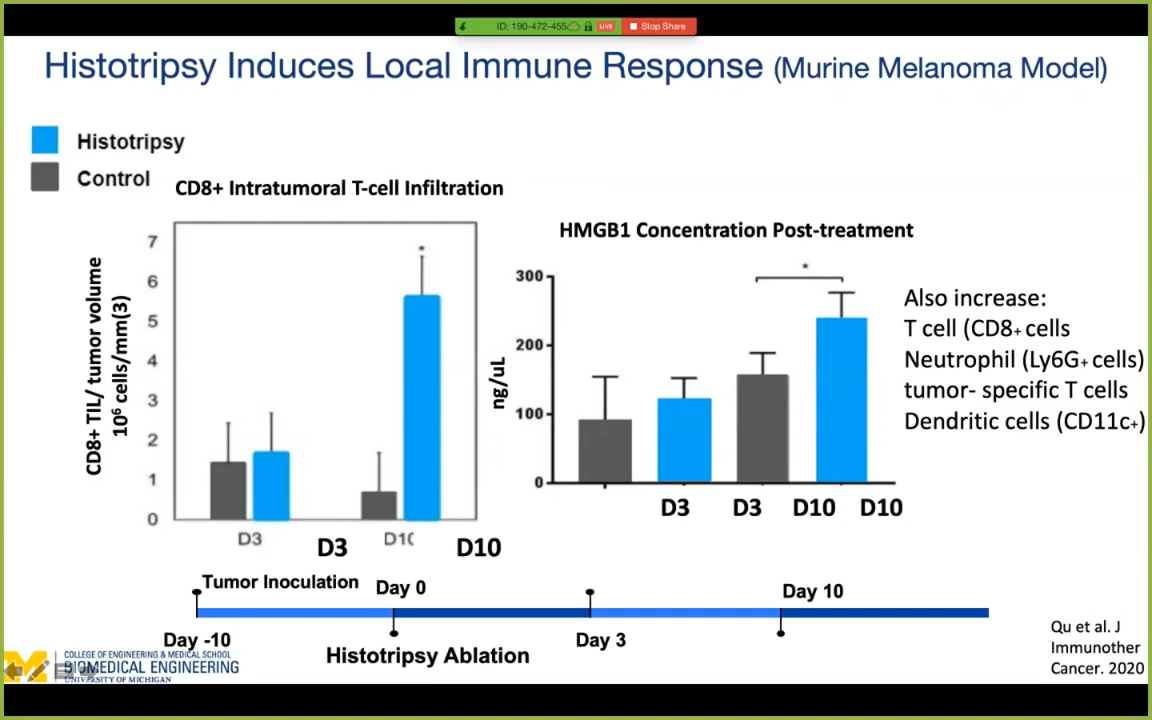 ID: 190-472-455
LIVE
Stop Share
Histotripsy Induces Local Immune Response (Murine Melanoma Model)
Histotripsy
Control
CD8+ Intratumoral T-cell Infiltration
CD8+ TIL/ tumor volume
10⁶ cells/mm(3)
7
6
5
4
3
2
1
0
*
D3
D10
D3
D10
HMGB1 Concentration Post-treatment
ng/uL
300
200
100
0
*
D3
D3
D10
D10
Also increase:
T cell (CD8+ cells
Neutrophil (Ly6G+ cells)
tumor- specific T cells
Dendritic cells (CD11c+)
Tumor Inoculation
Day 0
Day 10
Day -10
Day 3
Histotripsy Ablation
Qu et al. J
Immunother
Cancer. 2020
M
COLLEGE OF ENGINEERING & MEDICAL SCHOOL
BIOMEDICAL ENGINEERING
UNIVERSITY OF MICHIGAN